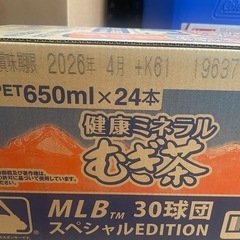 賞味期限 2026年 4月 +K61 19637
PET650ml×24本
健康ミネラル
むぎ茶
MLB™ 30球団
スペシャルEDITION